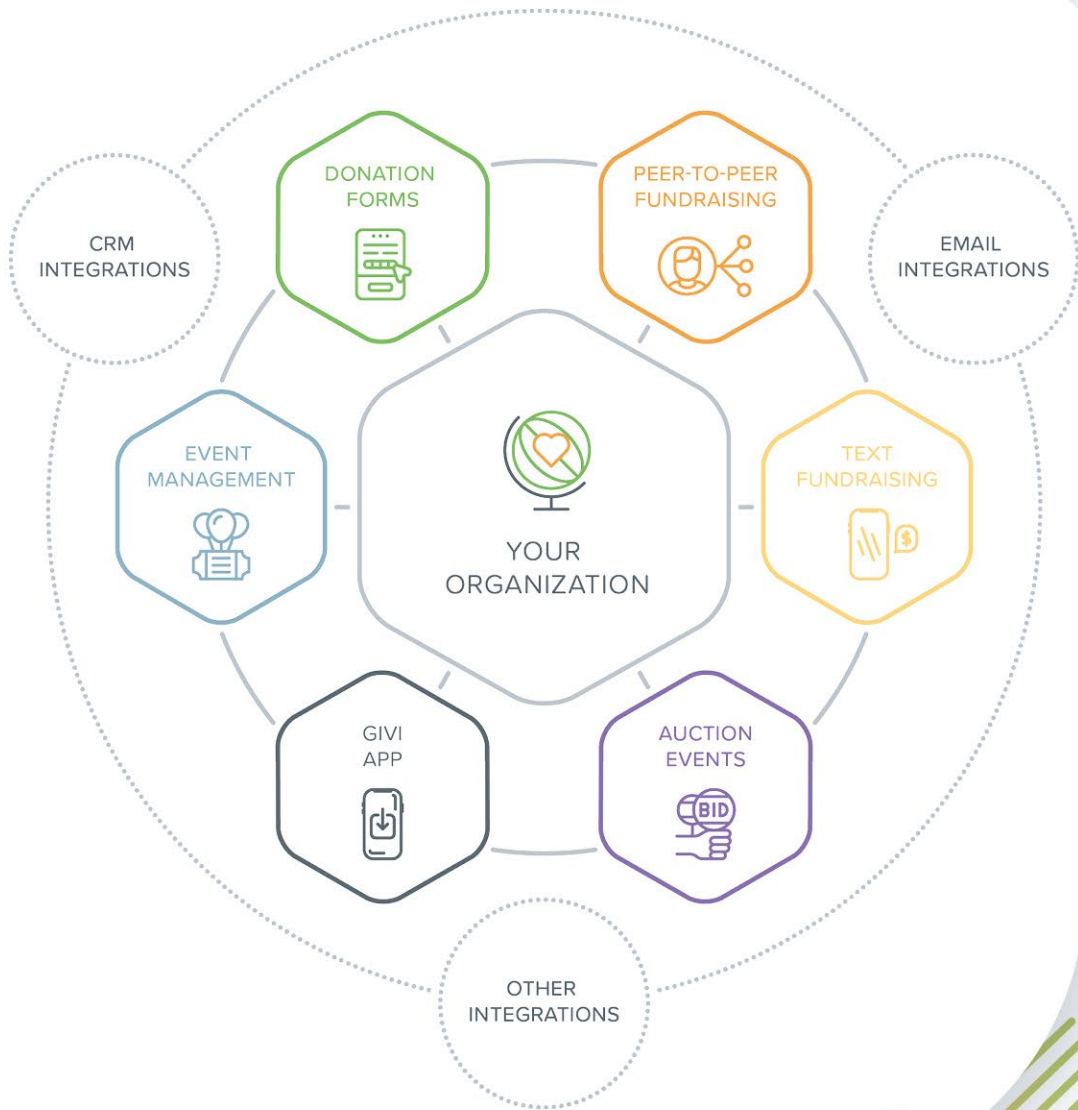 DONATION
FORMS
PEER-TO-PEER
FUNDRAISING
CRM
INTEGRATIONS
EMAIL
INTEGRATIONS
EVENT
MANAGEMENT
YOUR
ORGANIZATION
TEXT
FUNDRAISING
$
GIVI
APP
AUCTION
EVENTS
BID
OTHER
INTEGRATIONS